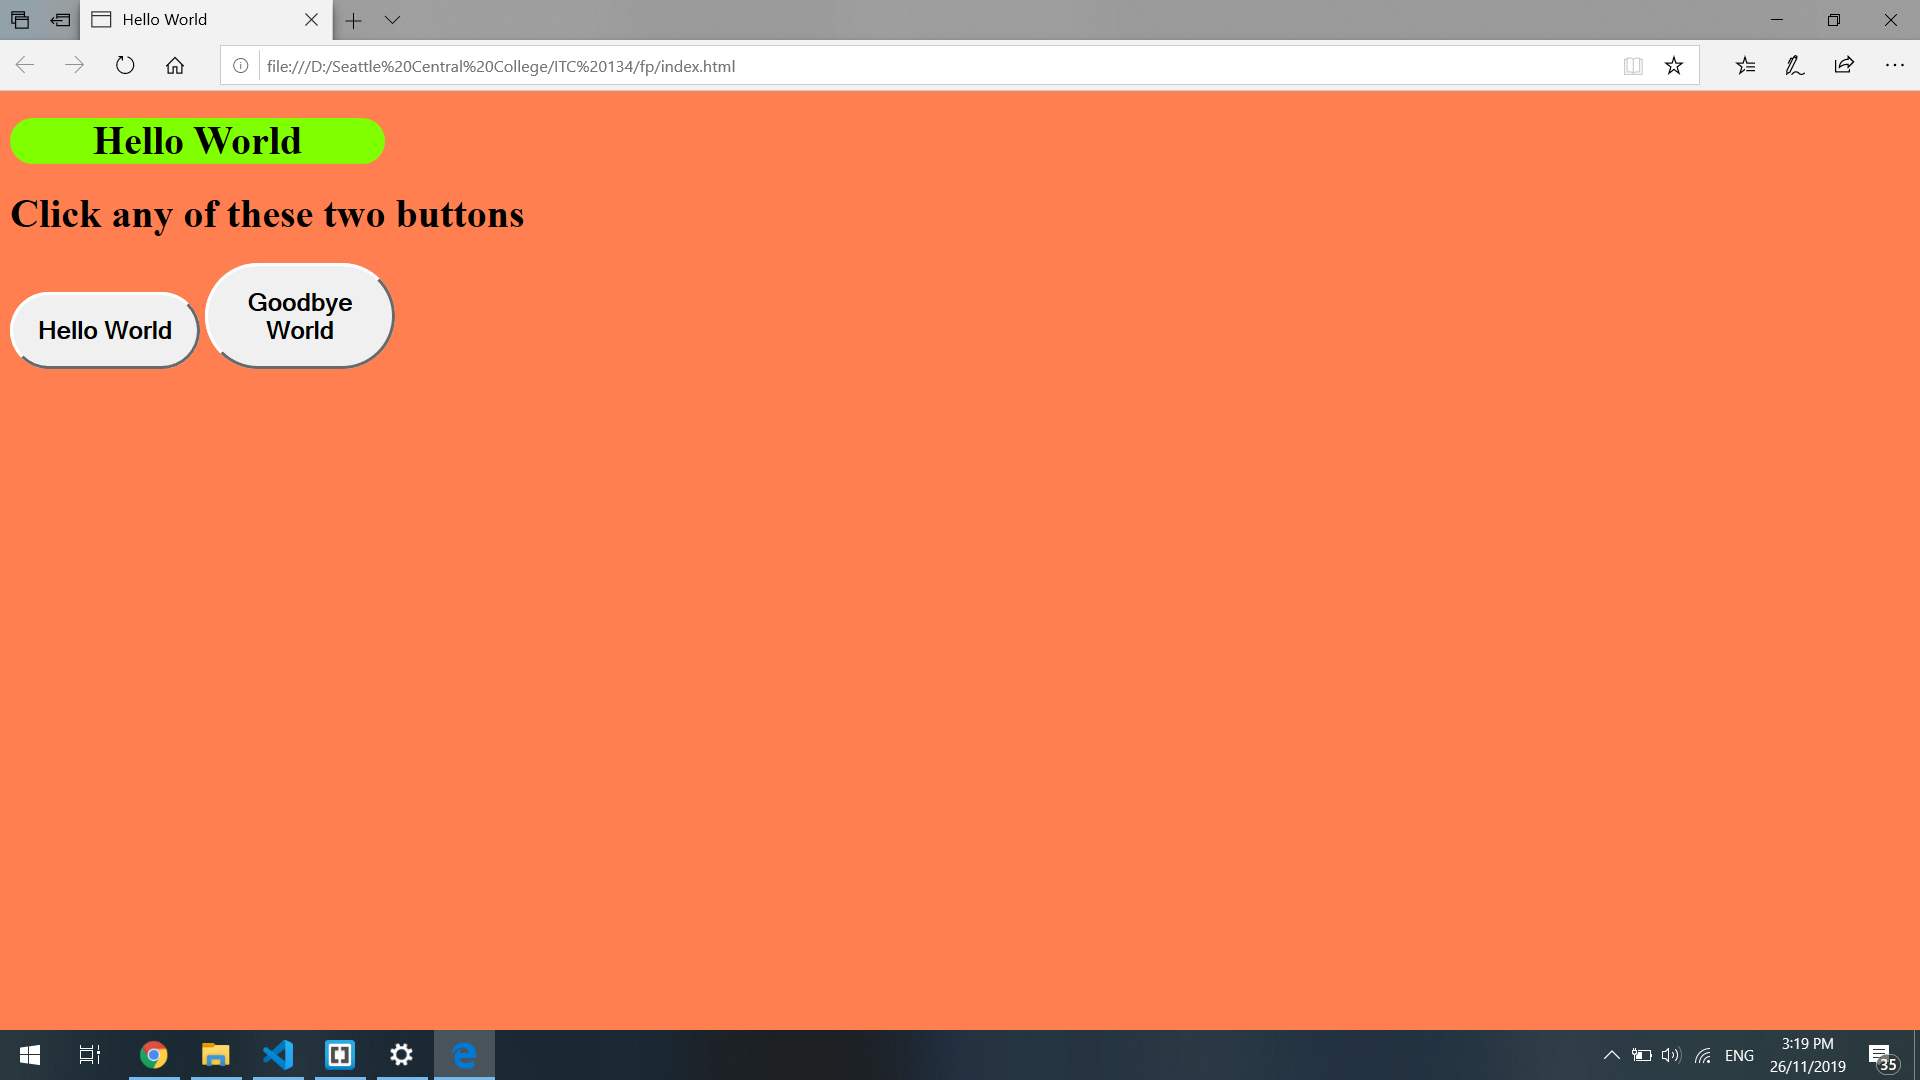 Hello World
file:///D:/Seattle%20Central%20College/ITC%20134/fp/index.html
Hello World
Click any of these two buttons
Hello World
Goodbye
World
ENG
3:19 PM
26/11/2019
35